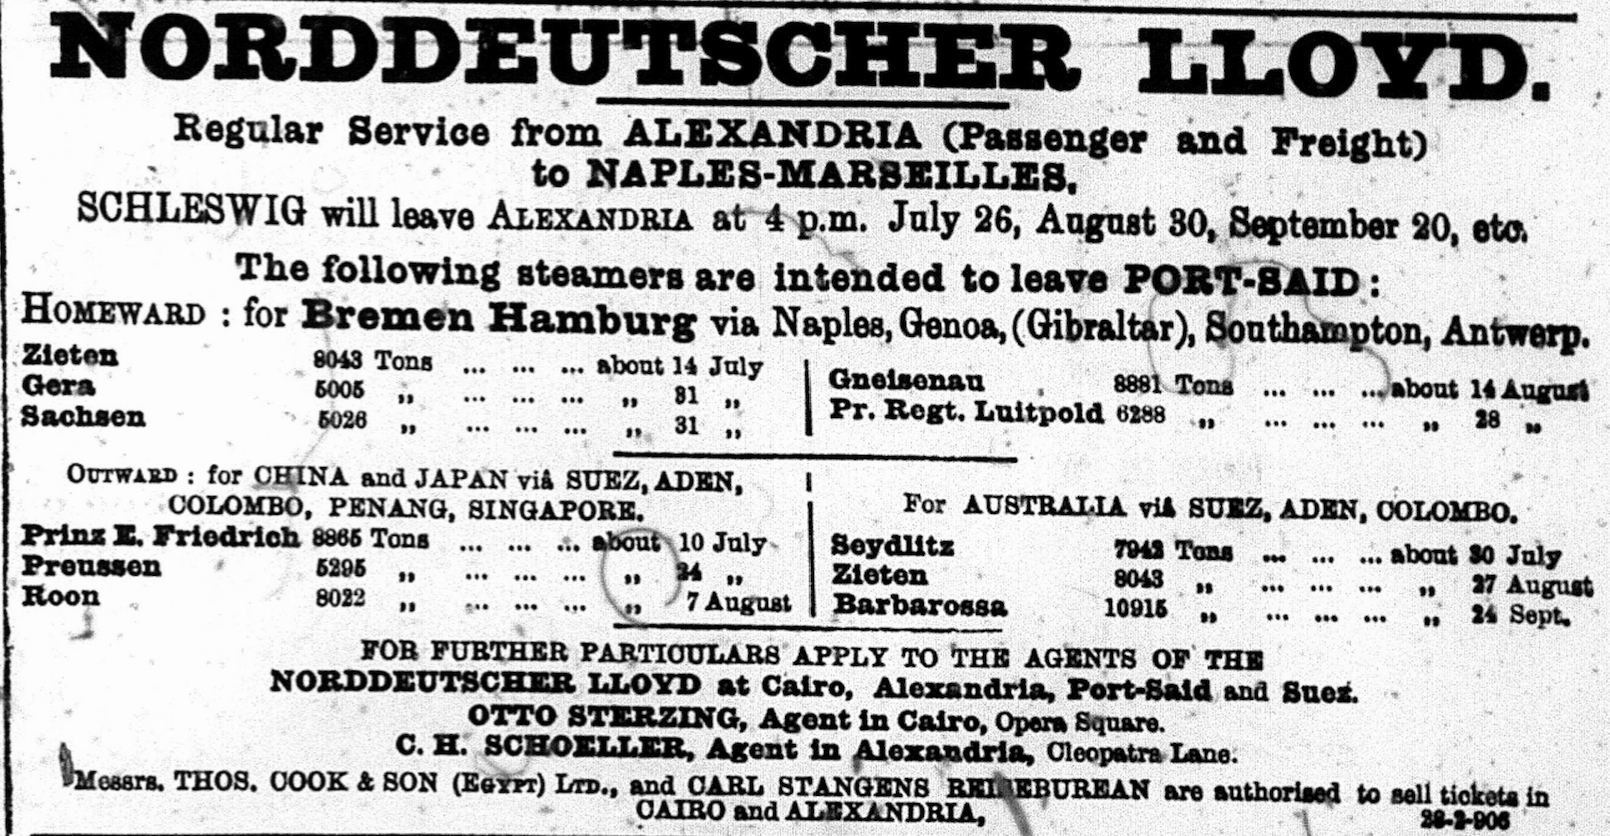 NORDDEUTSCHER LLOYD.
Regular Service from ALEXANDRIA (Passenger and Freight)
to NAPLES-MARSEILLES.
SCHLESWIG will leave ALEXANDRIA at 4 p.m. July 26, August 30, September 20, etc.
The following steamers are intended to leave PORT-SAID :
HOMEWARD : for Bremen Hamburg via Naples, Genoa, (Gibraltar), Southampton, Antwerp.
Zieten 8043 Tons ... ... ... about 14 July
Gera 5005 „ ... ... ... „ 31 „
Sachsen 5026 „ ... ... ... „ 31 „
Gneisenau 8881 Tons ... ... ... about 14 August
Pr. Regt. Luitpold 6288 „ ... ... ... „ 28 „
OUTWARD : for CHINA and JAPAN viâ SUEZ, ADEN,
COLOMBO, PENANG, SINGAPORE.
Prinz E. Friedrich 8865 Tons ... ... ... about 10 July
Preussen 5295 „ ... ... ... „ 24 „
Roon 8022 „ ... ... ... „ 7 August
For AUSTRALIA viâ SUEZ, ADEN, COLOMBO.
Seydlitz 7942 Tons ... ... ... about 30 July
Zieten 8043 „ ... ... ... „ 27 August
Barbarossa 10915 „ ... ... ... „ 24 Sept.
FOR FURTHER PARTICULARS APPLY TO THE AGENTS OF THE
NORDDEUTSCHER LLOYD at Cairo, Alexandria, Port-Said and Suez.
OTTO STERZING, Agent in Cairo, Opera Square.
C. H. SCHOELLER, Agent in Alexandria, Cleopatra Lane.
Messrs. THOS. COOK & SON (EGYPT) LTD., and CARL STANGENS REISEBUREAN are authorised to sell tickets in
CAIRO and ALEXANDRIA,
28-2-906